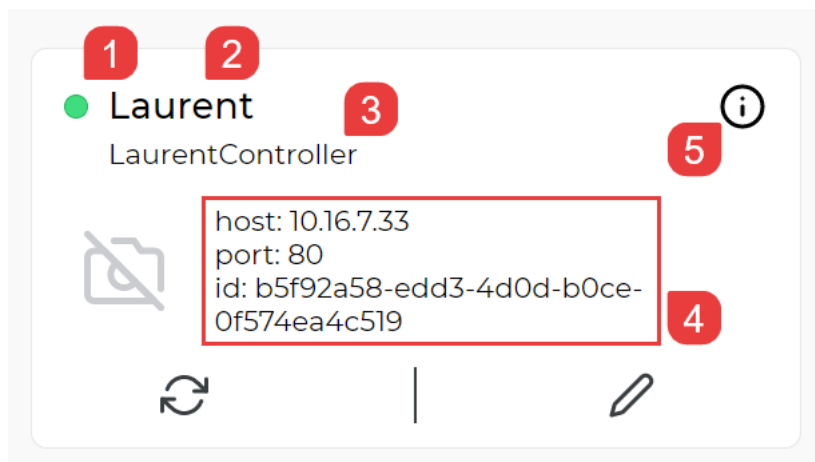 1
2
Laurent
3
LaurentController
5
host: 10.16.7.33
port: 80
id: b5f92a58-edd3-4d0d-b0ce-
0f574ea4c519
4